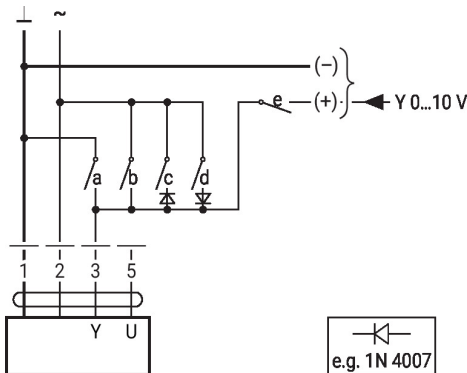 ⊥ ~
(–)
e (+) Y 0...10 V
a b c d
1 2 3 5
Y U
e.g. 1N 4007